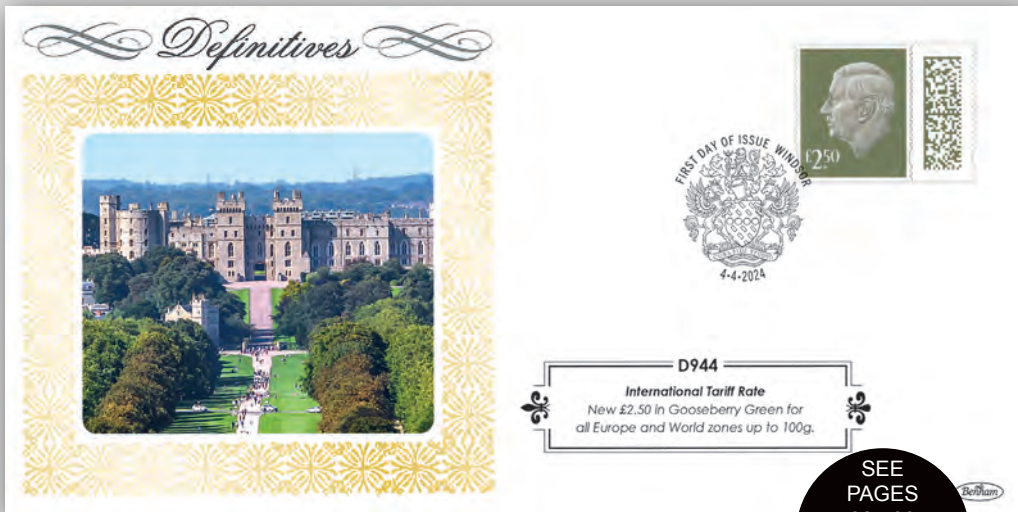 Definitives
£2.50
FIRST DAY OF ISSUE WINDSOR
4•4•2024
D944
International Tariff Rate
New £2.50 in Gooseberry Green for
all Europe and World zones up to 100g.
SEE
PAGES
Benham